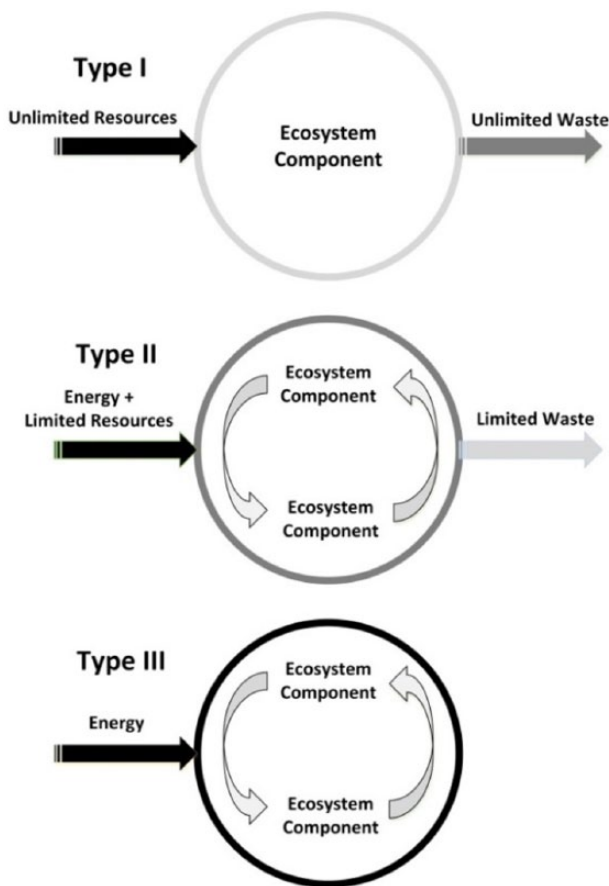 Type I
Unlimited Resources
Ecosystem
Component
Unlimited Waste
Type II
Energy +
Limited Resources
Ecosystem
Component
Ecosystem
Component
Limited Waste
Type III
Energy
Ecosystem
Component
Ecosystem
Component